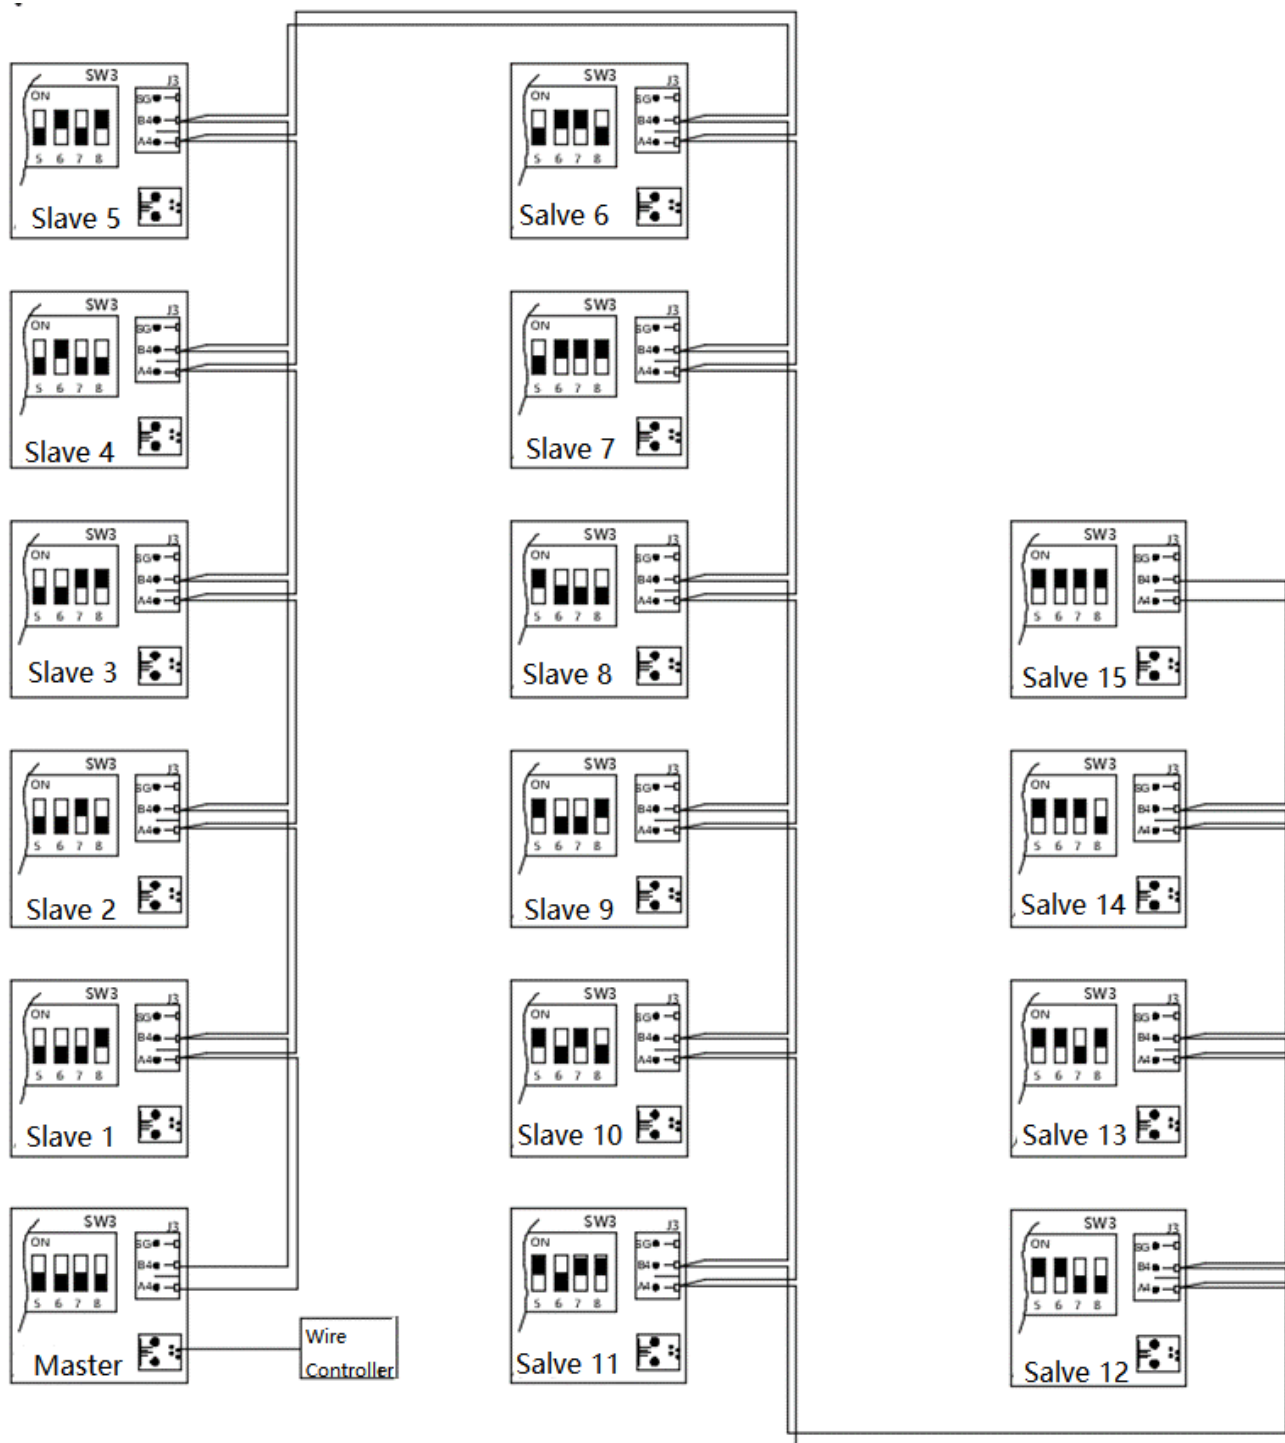 SW3
J3
ON
SG
B4
A4
5 6 7 8
Slave 5
SW3
J3
ON
SG
B4
A4
5 6 7 8
Salve 6
SW3
J3
ON
SG
B4
A4
5 6 7 8
Slave 4
SW3
J3
ON
SG
B4
A4
5 6 7 8
Slave 7
SW3
J3
ON
SG
B4
A4
5 6 7 8
Slave 3
SW3
J3
ON
SG
B4
A4
5 6 7 8
Slave 8
SW3
J3
ON
SG
B4
A4
5 6 7 8
Salve 15
SW3
J3
ON
SG
B4
A4
5 6 7 8
Slave 2
SW3
J3
ON
SG
B4
A4
5 6 7 8
Slave 9
SW3
J3
ON
SG
B4
A4
5 6 7 8
Salve 14
SW3
J3
ON
SG
B4
A4
5 6 7 8
Slave 1
SW3
J3
ON
SG
B4
A4
5 6 7 8
Slave 10
SW3
J3
ON
SG
B4
A4
5 6 7 8
Salve 13
SW3
J3
ON
SG
B4
A4
5 6 7 8
Master
Wire
Controller
SW3
J3
ON
SG
B4
A4
5 6 7 8
Salve 11
SW3
J3
ON
SG
B4
A4
5 6 7 8
Salve 12